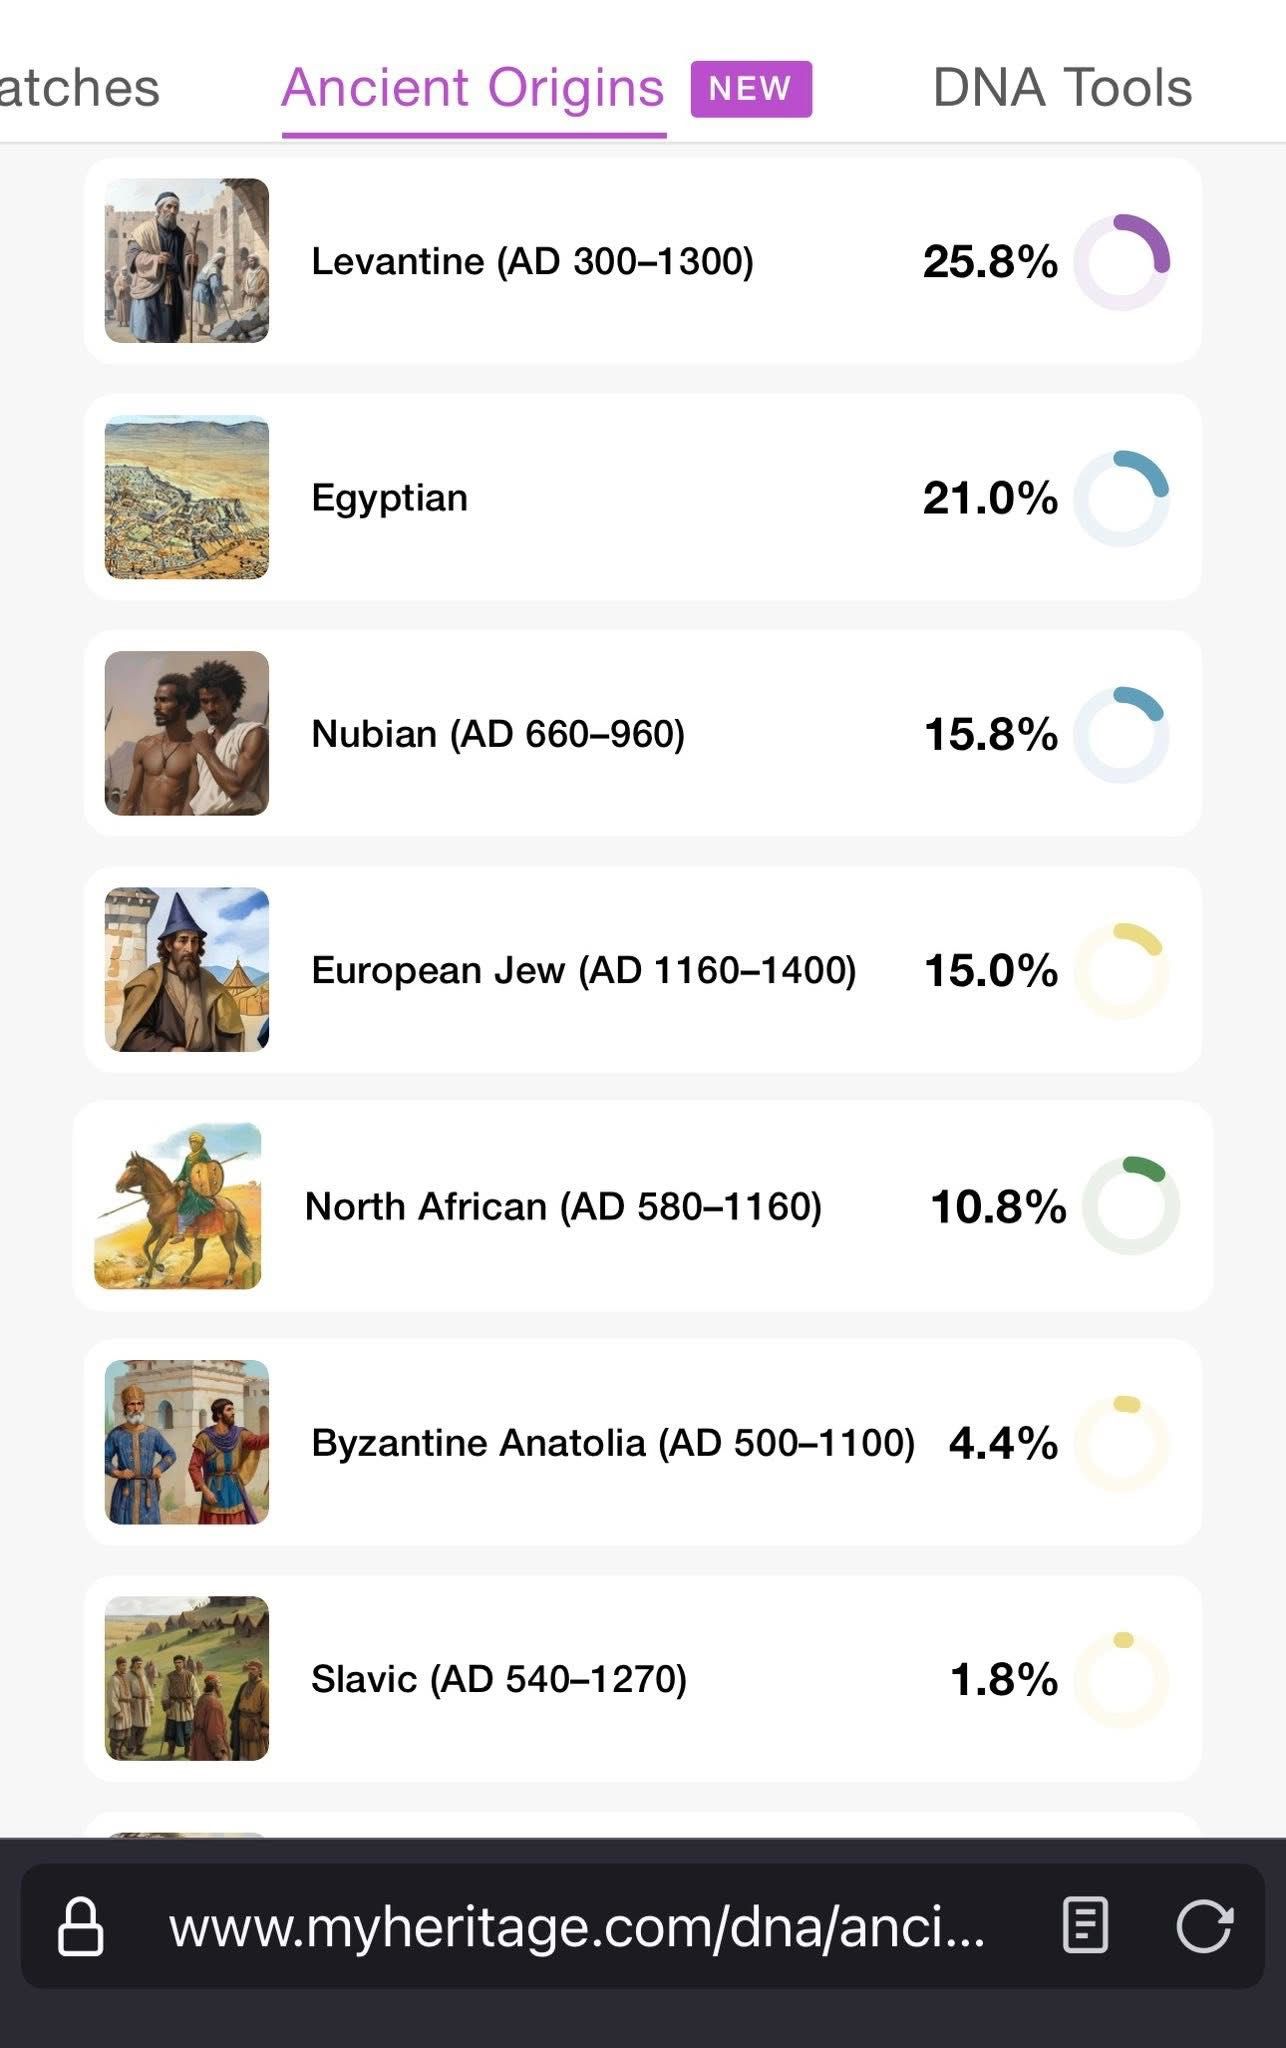 atches
Ancient Origins NEW
DNA Tools
Levantine (AD 300–1300) 25.8%
Egyptian 21.0%
Nubian (AD 660–960) 15.8%
European Jew (AD 1160–1400) 15.0%
North African (AD 580–1160) 10.8%
Byzantine Anatolia (AD 500–1100) 4.4%
Slavic (AD 540–1270) 1.8%
www.myheritage.com/dna/anci...